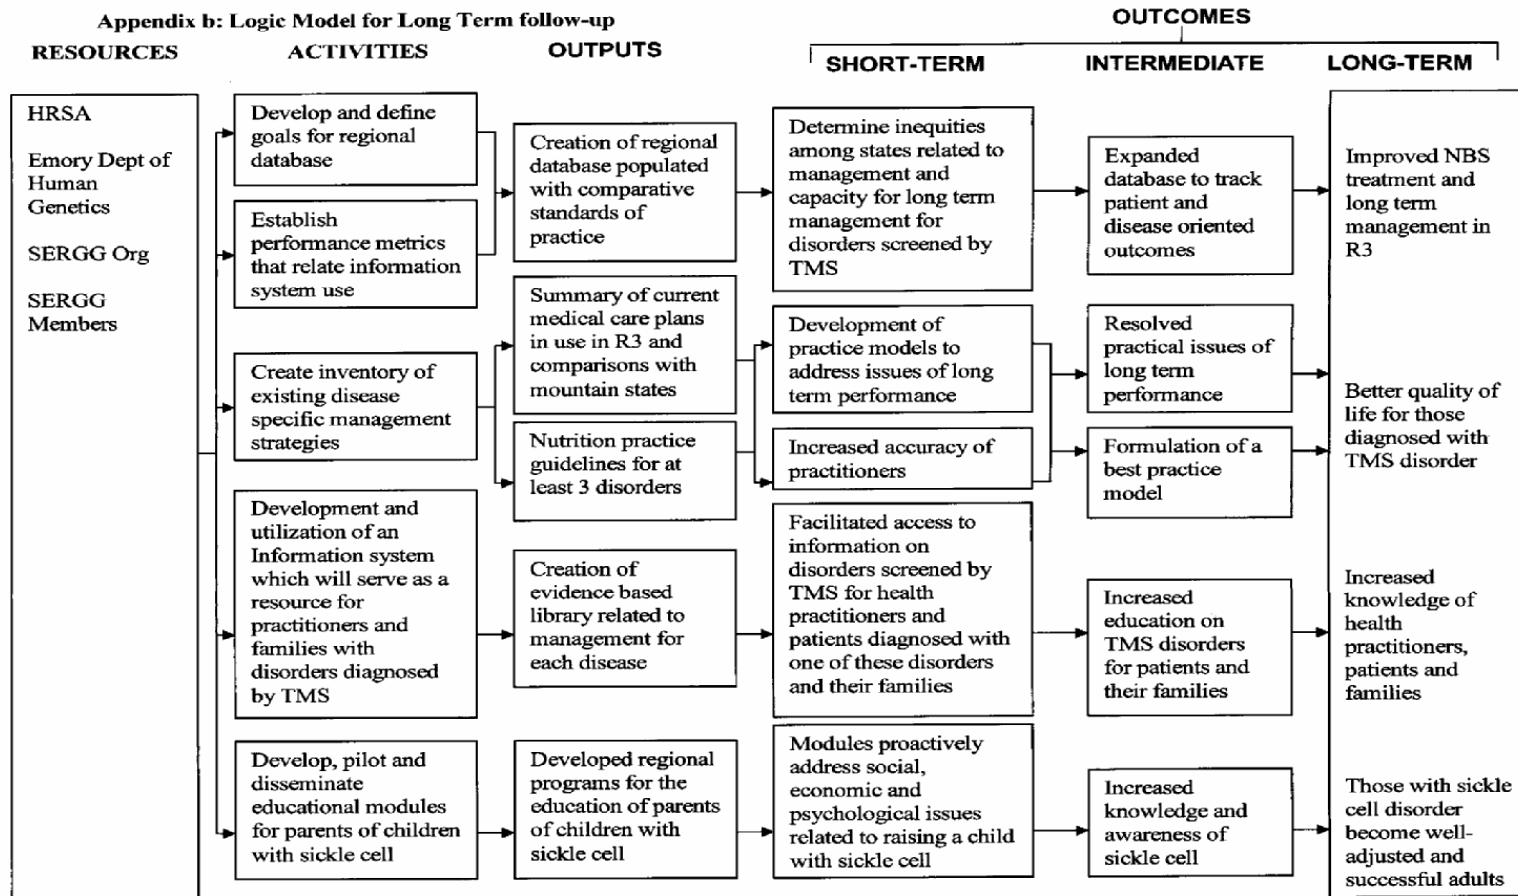 Appendix b: Logic Model for Long Term follow-up
OUTCOMES
RESOURCES
ACTIVITIES
OUTPUTS
SHORT-TERM
INTERMEDIATE
LONG-TERM
HRSA
Emory Dept of
Human
Genetics
SERGG Org
SERGG
Members
Develop and define
goals for regional
database
Establish
performance metrics
that relate information
system use
Create inventory of
existing disease
specific management
strategies
Development and
utilization of an
Information system
which will serve as a
resource for
practitioners and
families with
disorders diagnosed
by TMS
Develop, pilot and
disseminate
educational modules
for parents of children
with sickle cell
Creation of regional
database populated
with comparative
standards of
practice
Summary of current
medical care plans
in use in R3 and
comparisons with
mountain states
Nutrition practice
guidelines for at
least 3 disorders
Creation of
evidence based
library related to
management for
each disease
Developed regional
programs for the
education of parents
of children with
sickle cell
Determine inequities
among states related to
management and
capacity for long term
management for
disorders screened by
TMS
Development of
practice models to
address issues of long
term performance
Increased accuracy of
practitioners
Facilitated access to
information on
disorders screened by
TMS for health
practitioners and
patients diagnosed with
one of these disorders
and their families
Modules proactively
address social,
economic and
psychological issues
related to raising a child
with sickle cell
Expanded
database to track
patient and
disease oriented
outcomes
Resolved
practical issues of
long term
performance
Formulation of a
best practice
model
Increased
education on
TMS disorders
for patients and
their families
Increased
knowledge and
awareness of
sickle cell
Improved NBS
treatment and
long term
management in
R3
Better quality of
life for those
diagnosed with
TMS disorder
Increased
knowledge of
health
practitioners,
patients and
families
Those with sickle
cell disorder
become well-
adjusted and
successful adults